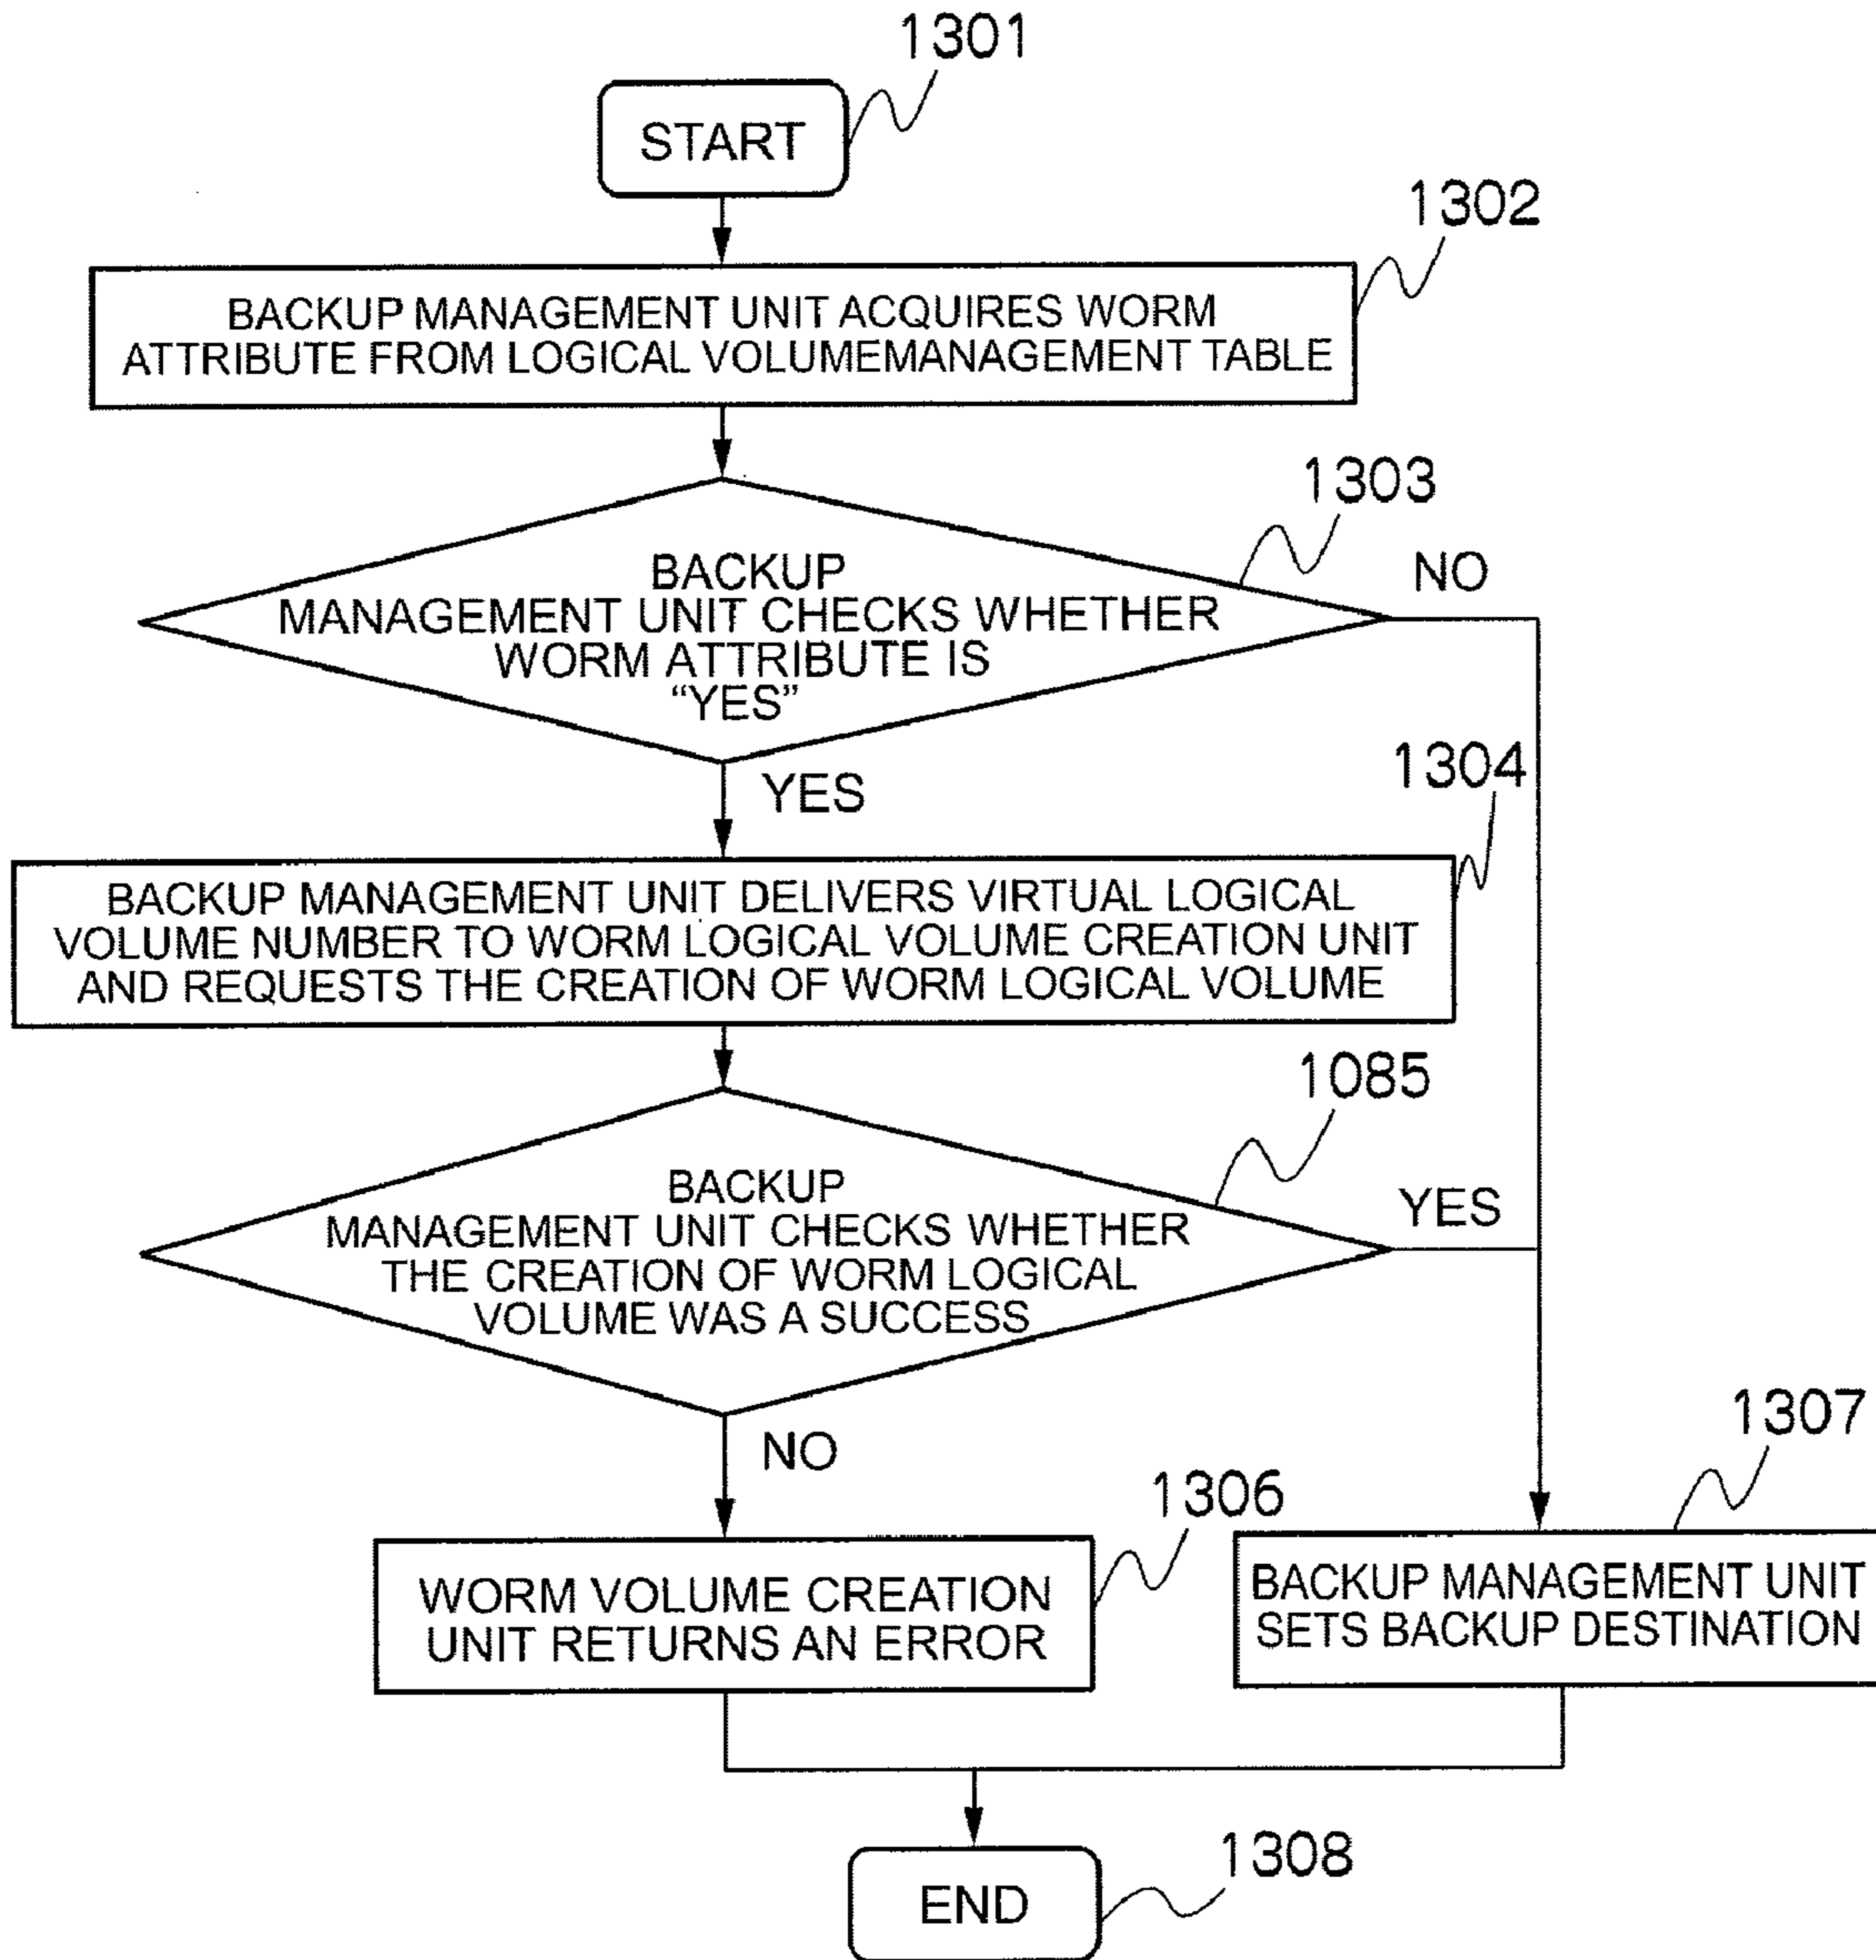 1301
START
1302
BACKUP MANAGEMENT UNIT ACQUIRES WORM
ATTRIBUTE FROM LOGICAL VOLUMEMANAGEMENT TABLE
1303
BACKUP
MANAGEMENT UNIT CHECKS WHETHER
WORM ATTRIBUTE IS
“YES”
NO
YES
1304
BACKUP MANAGEMENT UNIT DELIVERS VIRTUAL LOGICAL
VOLUME NUMBER TO WORM LOGICAL VOLUME CREATION UNIT
AND REQUESTS THE CREATION OF WORM LOGICAL VOLUME
1085
BACKUP
MANAGEMENT UNIT CHECKS WHETHER
THE CREATION OF WORM LOGICAL
VOLUME WAS A SUCCESS
YES
NO
1306
WORM VOLUME CREATION
UNIT RETURNS AN ERROR
1307
BACKUP MANAGEMENT UNIT
SETS BACKUP DESTINATION
1308
END